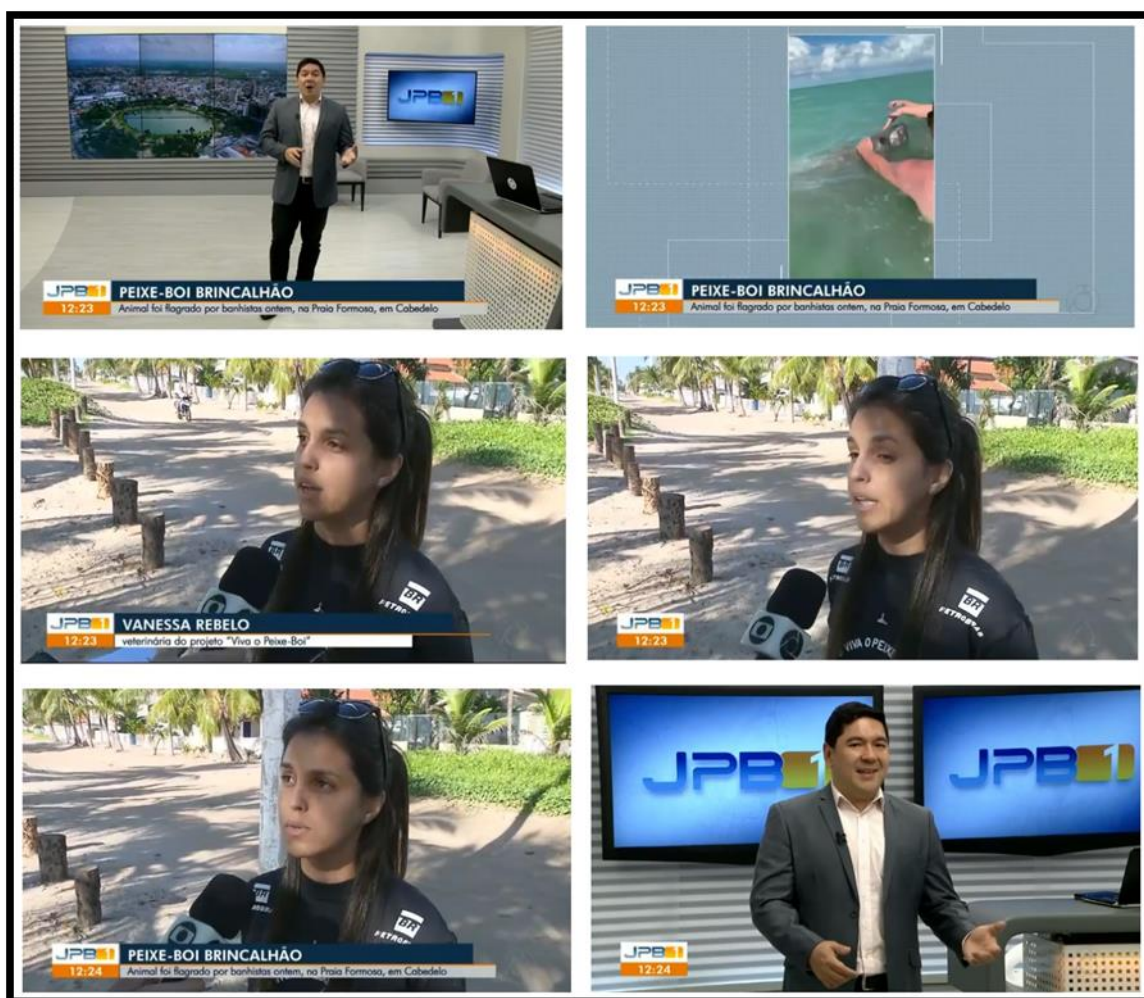 JPB1
JPB1
12:23
PEIXE-BOI BRINCALHÃO
Animal foi flagrado por banhistas ontem, na Praia Formosa, em Cabedelo
JPB1
12:23
PEIXE-BOI BRINCALHÃO
Animal foi flagrado por banhistas ontem, na Praia Formosa, em Cabedelo
BR
PETROBRAS
JPB1
12:23
VANESSA REBELO
veterinária do projeto "Viva o Peixe-Boi"
BR
BR
PETROBRAS
VIVA O PEIXE
JPB1
12:23
BR
BR
JPB1
12:24
PEIXE-BOI BRINCALHÃO
Animal foi flagrado por banhistas ontem, na Praia Formosa, em Cabedelo
JPB1
JPB1
JPB1
12:24